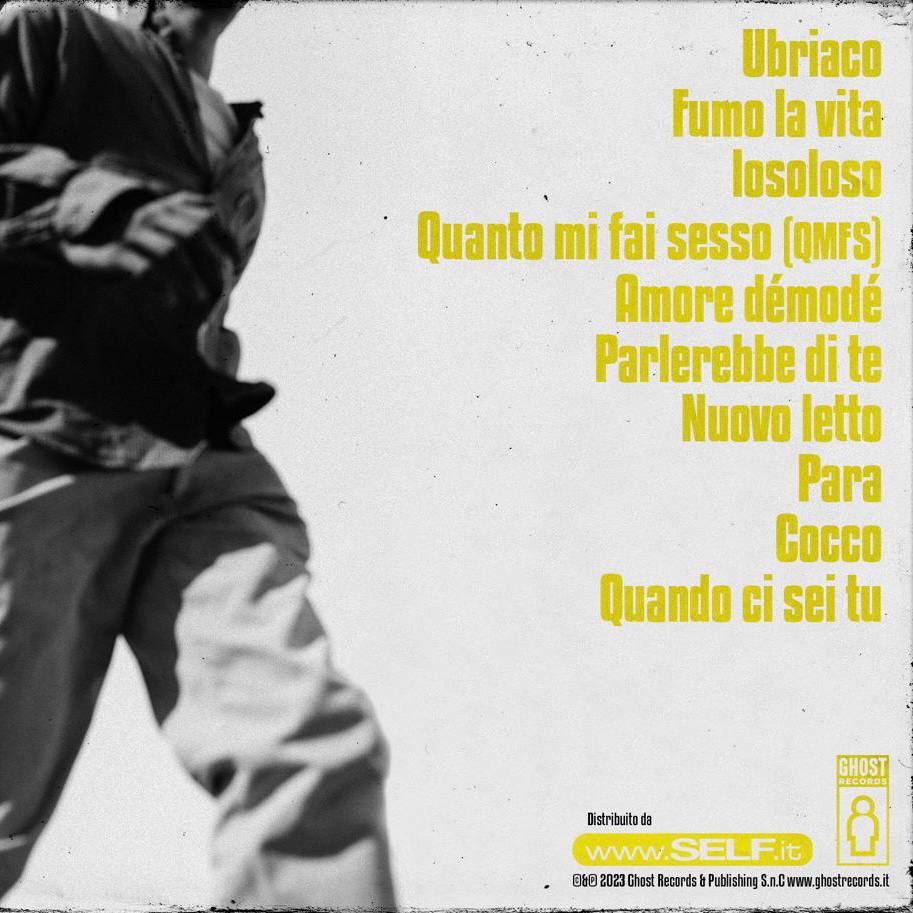 Ubriaco
Fumo la vita
Iosoloso
Quanto mi fai sesso (QMFS)
Amore démodé
Parlerebbe di te
Nuovo letto
Para
Cocco
Quando ci sei tu
GHOST
RECORDS
Distribuito da
www.SELF.it
©&℗ 2023 Ghost Records & Publishing S.n.C www.ghostrecords.it